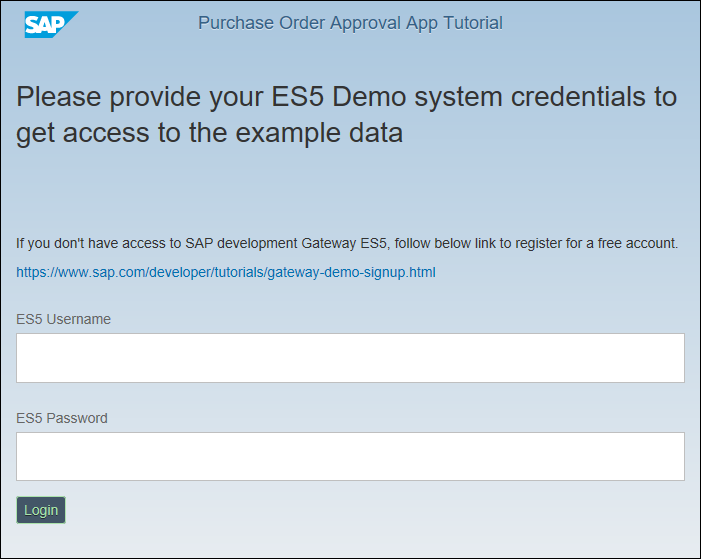 SAP
Purchase Order Approval App Tutorial
Please provide your ES5 Demo system credentials to
get access to the example data
If you don't have access to SAP development Gateway ES5, follow below link to register for a free account.
https://www.sap.com/developer/tutorials/gateway-demo-signup.html
ES5 Username
ES5 Password
Login